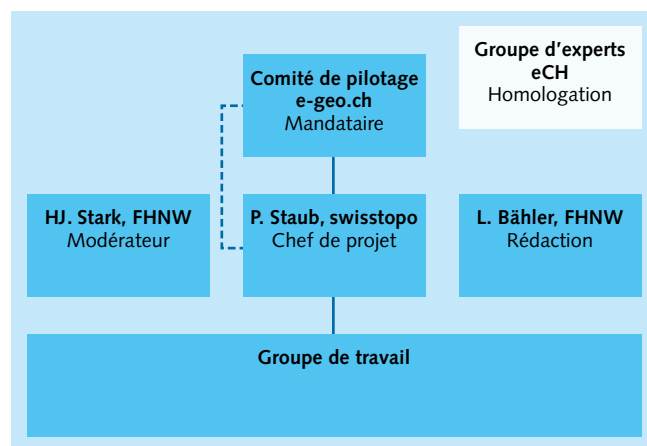 Groupe d’experts
eCH
Homologation
Comité de pilotage
e-geo.ch
Mandataire
HJ. Stark, FHNW
Modérateur
P. Staub, swisstopo
Chef de projet
L. Bähler, FHNW
Rédaction
Groupe de travail